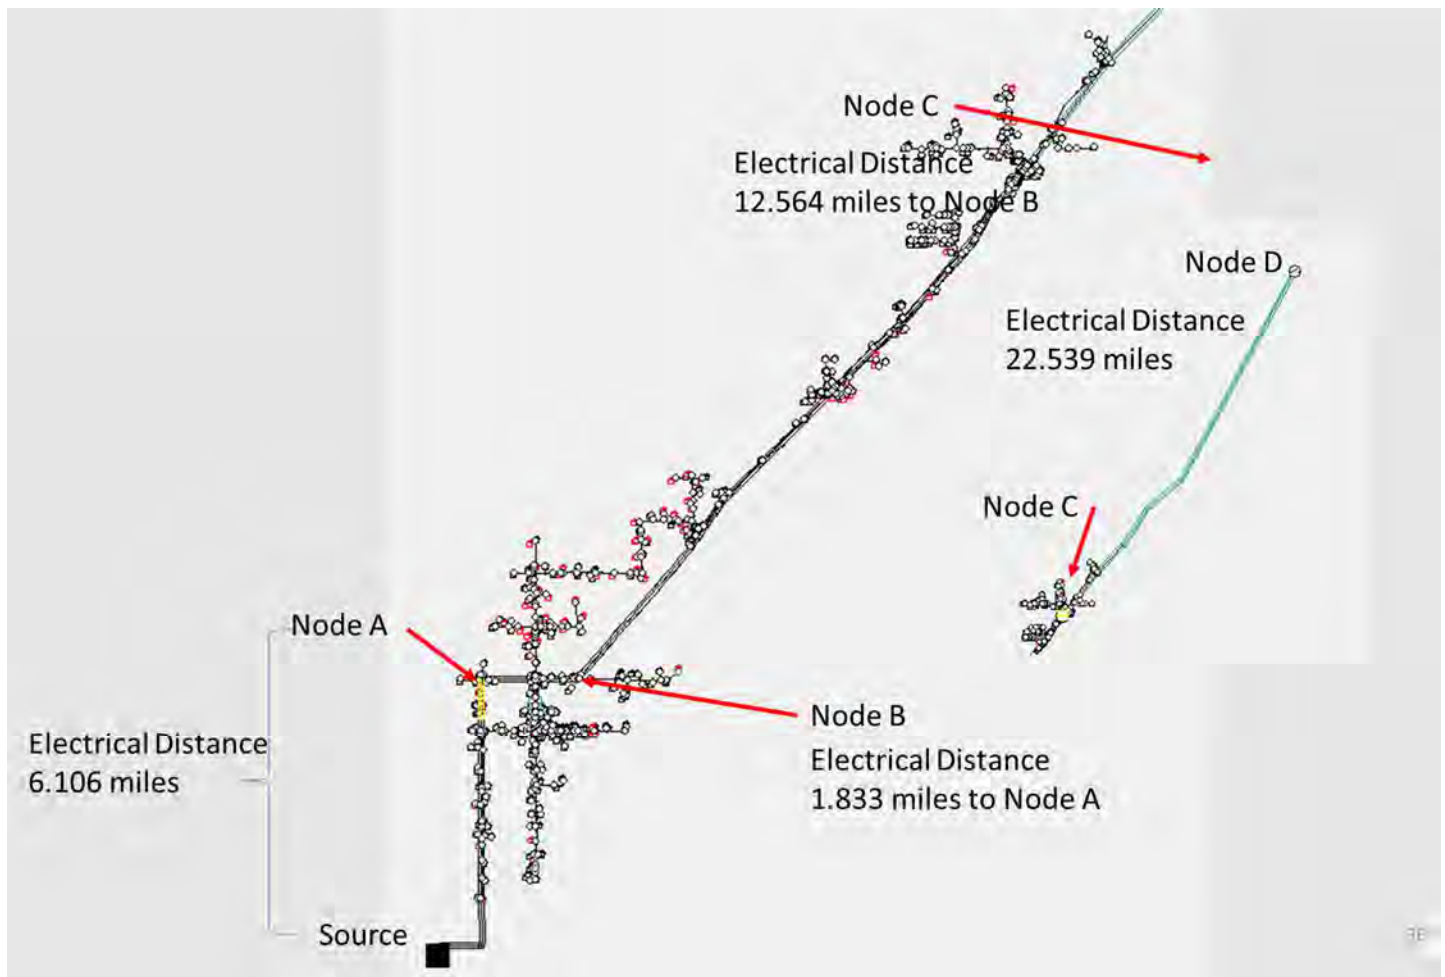 Node C
Electrical Distance
12.564 miles to Node B
Node D
Electrical Distance
22.539 miles
Node C
Node A
Node B
Electrical Distance
1.833 miles to Node A
Electrical Distance
6.106 miles
Source